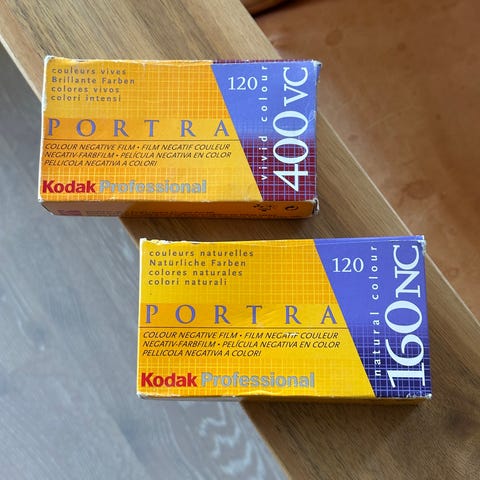 couleurs vives
Brillante Farben
colores vivos
colori intensi
120
vivid colour
400VC
PORTRA
COLOUR NEGATIVE FILM • FILM NEGATIF COULEUR
NEGATIV-FARBFILM • PELÍCULA NEGATIVA EN COLOR
PELLICOLA NEGATIVA A COLORI
Kodak Professional
couleurs naturelles
Natürliche Farben
colores naturales
colori naturali
120
natural colour
160NC
PORTRA
COLOUR NEGATIVE FILM • FILM NEGATIF COULEUR
NEGATIV-FARBFILM • PELÍCULA NEGATIVA EN COLOR
PELLICOLA NEGATIVA A COLORI
Kodak Professional